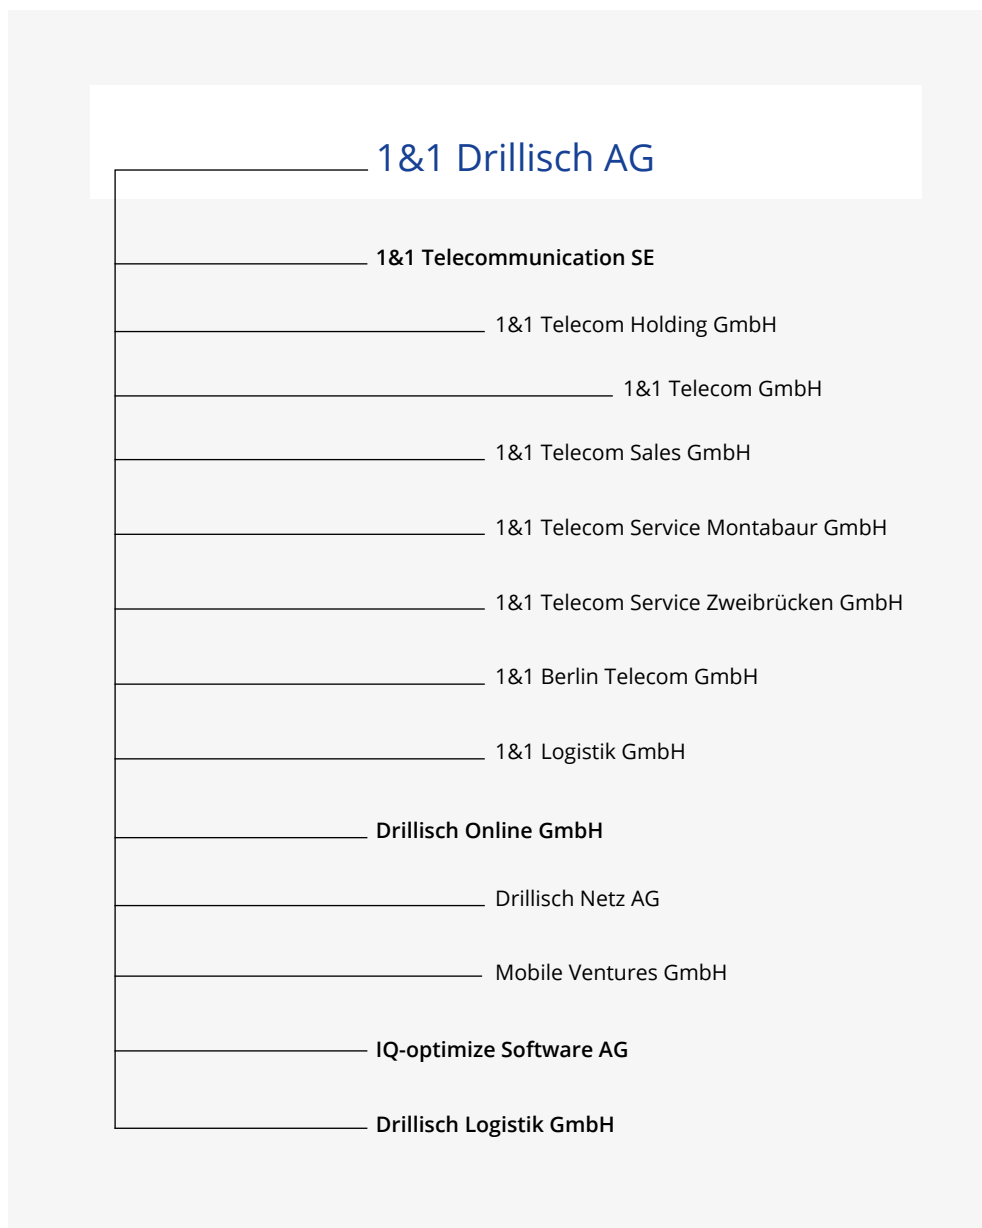 1&1 Drillisch AG
1&1 Telecommunication SE
1&1 Telecom Holding GmbH
1&1 Telecom GmbH
1&1 Telecom Sales GmbH
1&1 Telecom Service Montabaur GmbH
1&1 Telecom Service Zweibrücken GmbH
1&1 Berlin Telecom GmbH
1&1 Logistik GmbH
Drillisch Online GmbH
Drillisch Netz AG
Mobile Ventures GmbH
IQ-optimize Software AG
Drillisch Logistik GmbH